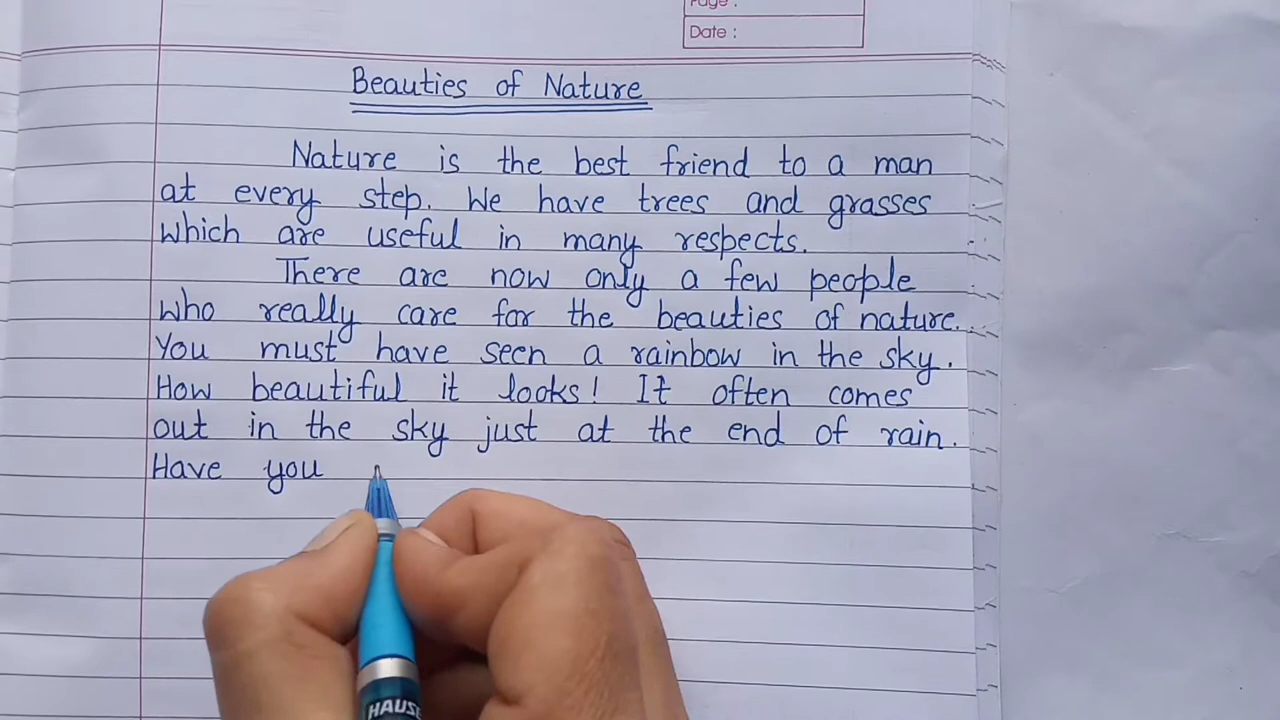 Page :
Date :
Beauties of Nature
Nature is the best friend to a man
at every step. We have trees and grasses
which are useful in many respects.
There are now only a few people
who really care for the beauties of nature.
You must have seen a rainbow in the sky.
How beautiful it looks! It often comes
out in the sky just at the end of rain.
Have you
HAUSE